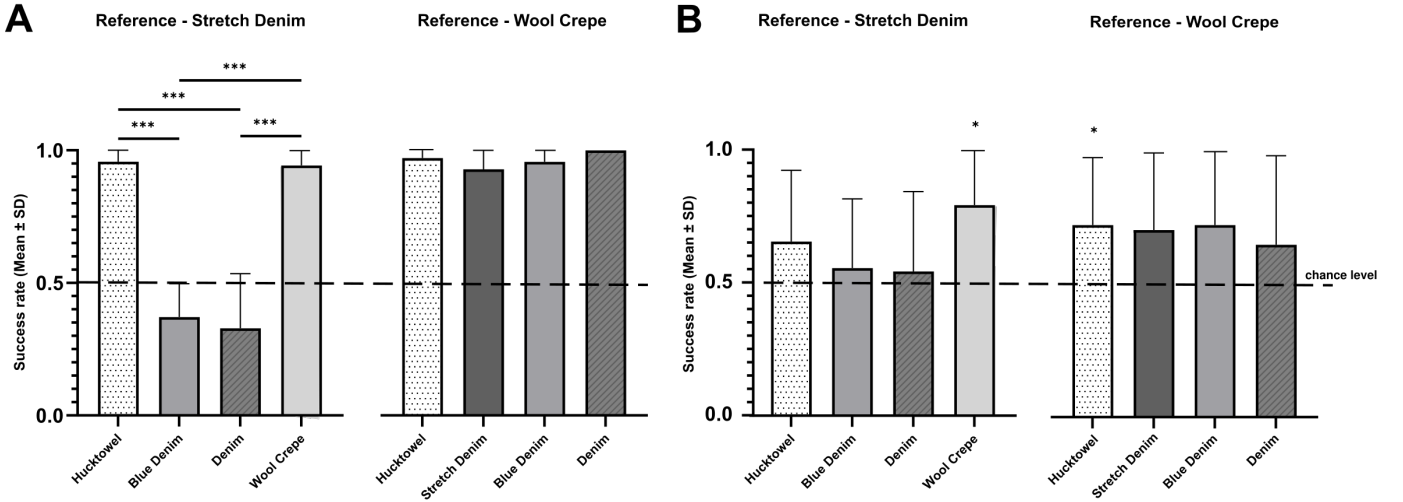 A
Reference - Stretch Denim
Reference - Wool Crepe
B
Reference - Stretch Denim
Reference - Wool Crepe
***
***
***
***
*
*
Success rate (Mean ± SD)
1.0
0.5
0.0
Hucktowel
Blue Denim
Denim
Wool Crepe
Hucktowel
Stretch Denim
Blue Denim
Denim
Success rate (Mean ± SD)
1.0
0.5
0.0
Hucktowel
Blue Denim
Denim
Wool Crepe
Hucktowel
Stretch Denim
Blue Denim
Denim
chance level